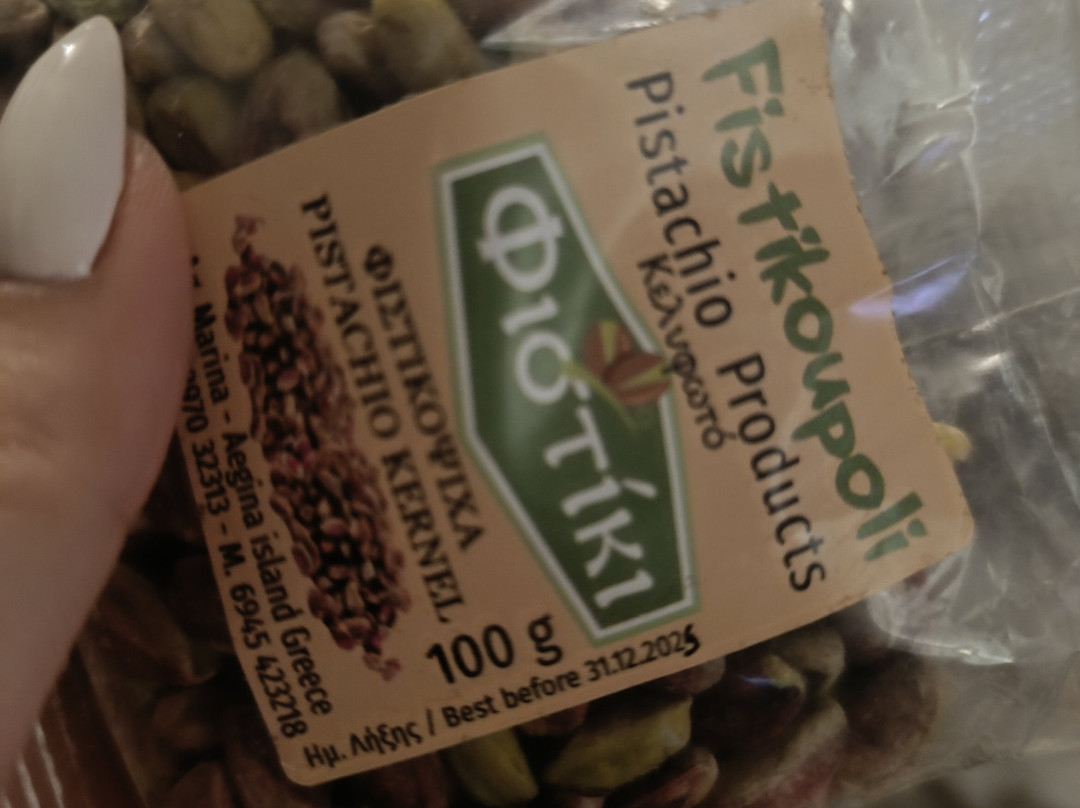 Fistikoupoli
Pistachio Products
Κελυφωτό
Φιστίκι
ΦΙΣΤΙΚΟΨΙΧΑ
PISTACHIO KERNEL
100 g
Marina - Aegina island Greece
32313 - M. 6945 423218
Ημ. Λήξης / Best before 31.12.2025